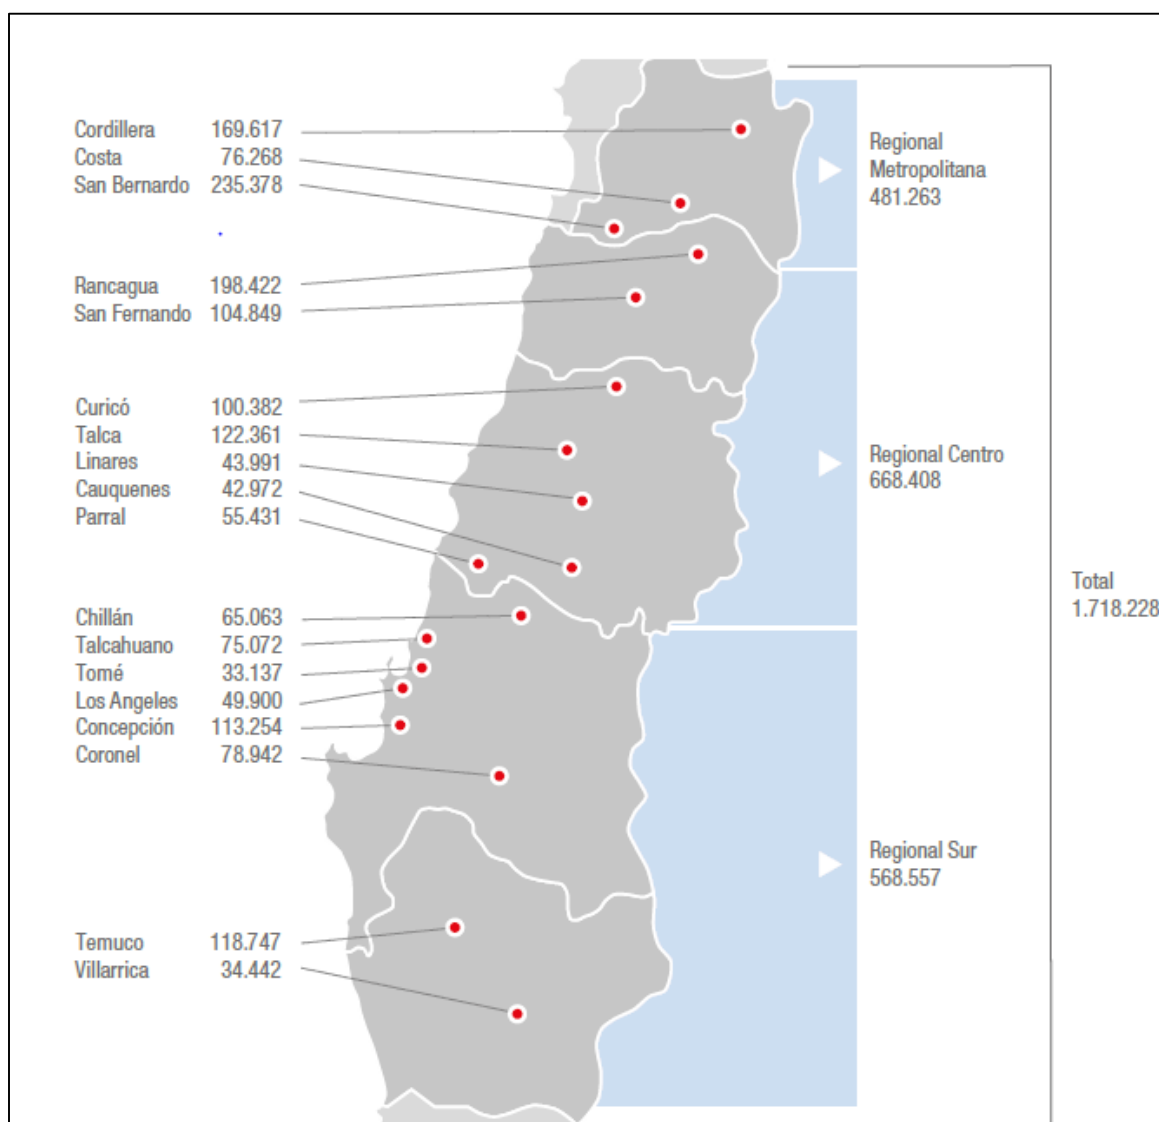 Cordillera 169.617
Costa 76.268
San Bernardo 235.378
Rancagua 198.422
San Fernando 104.849
Curicó 100.382
Talca 122.361
Linares 43.991
Cauquenes 42.972
Parral 55.431
Chillán 65.063
Talcahuano 75.072
Tomé 33.137
Los Angeles 49.900
Concepción 113.254
Coronel 78.942
Temuco 118.747
Villarrica 34.442
Regional
Metropolitana
481.263
Regional Centro
668.408
Regional Sur
568.557
Total
1.718.228